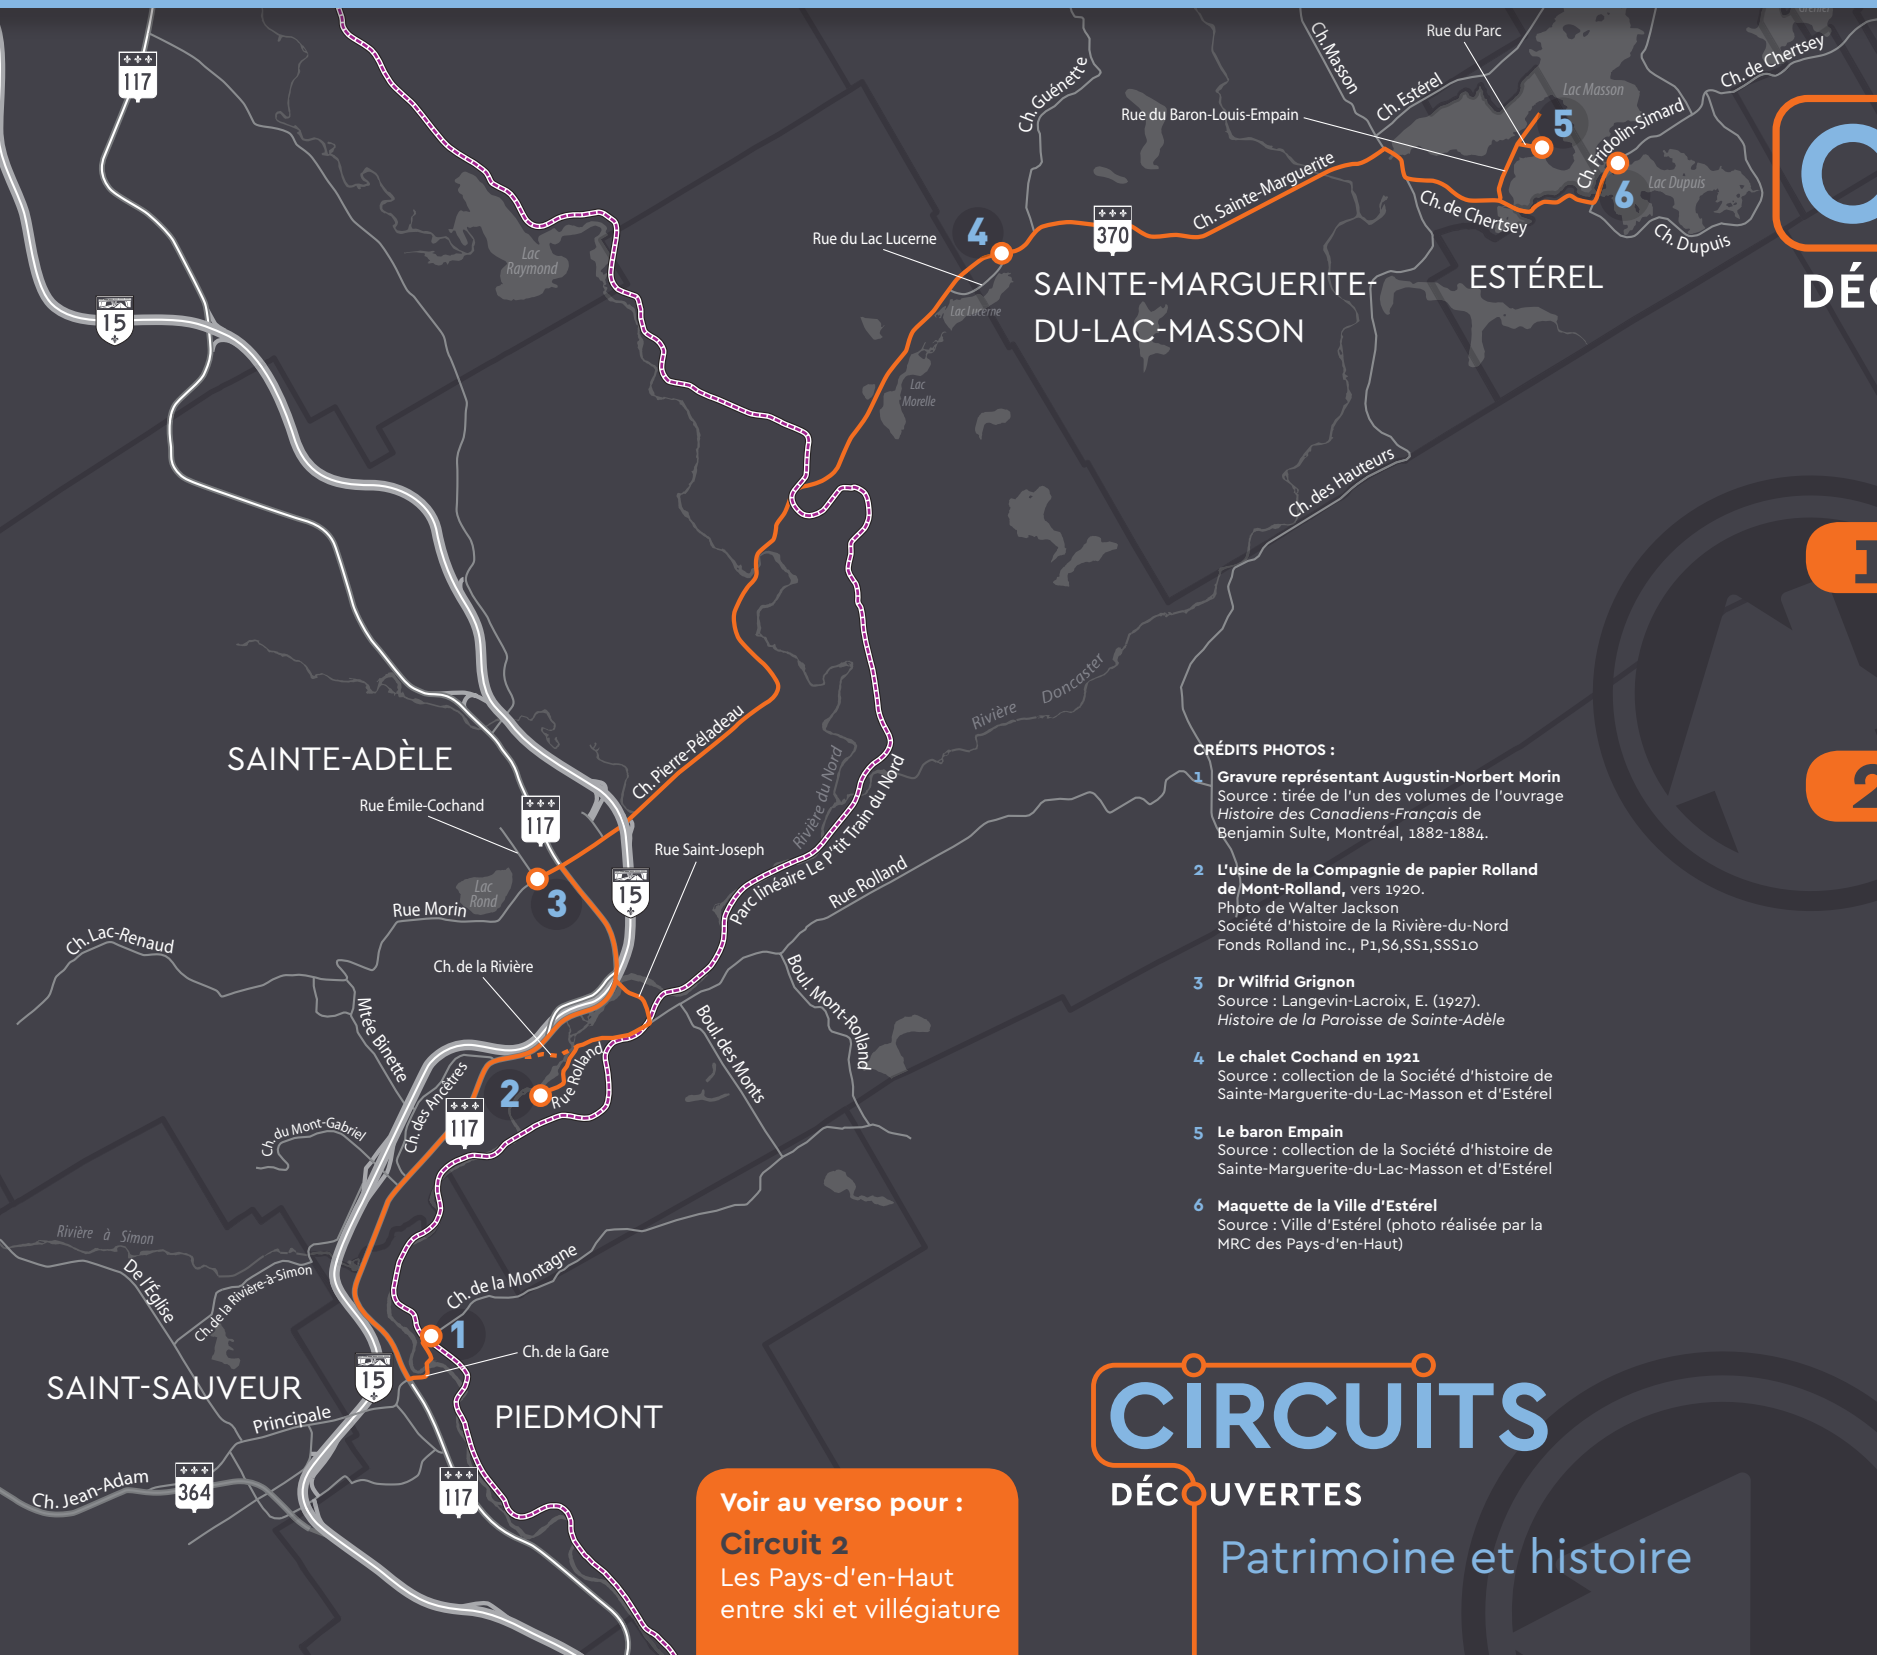 117
15
Lac
Raymond
Ch. Guénette
Ch. Masson
Rue du Parc
Ch. Estérel
Lac Masson
Ch. de Chertsey
Rue du Baron-Louis-Empain
5
Ch. Fridolin-Simard
Ch. Sainte-Marguerite
6
Lac Dupuis
Ch. de Chertsey
Ch. Dupuis
4
370
Rue du Lac Lucerne
Lac Lucerne
SAINTE-MARGUERITE-
DU-LAC-MASSON
ESTÉREL
C
DÉC
Lac
Morelle
Ch. des Hauteurs
1
2
Rivière Doncaster
SAINTE-ADÈLE
Rue Émile-Cochand
117
Ch. Pierre-Péladeau
Rivière du Nord
Parc linéaire Le P'tit Train du Nord
Rue Saint-Joseph
15
Rue Rolland
Lac
Rond
3
Rue Morin
Ch. Lac-Renaud
Ch. de la Rivière
Mtée Binette
Boul. Mont-Rolland
Boul. des Monts
Ch. des Ancêtres
2
Rue Rolland
117
Ch. du Mont-Gabriel
Rivière à Simon
De l'Église
Ch. de la Rivière-à-Simon
Ch. de la Montagne
1
Ch. de la Gare
SAINT-SAUVEUR
15
PIEDMONT
Principale
Ch. Jean-Adam
364
117
CRÉDITS PHOTOS :
1 Gravure représentant Augustin-Norbert Morin
Source : tirée de l'un des volumes de l'ouvrage
Histoire des Canadiens-Français de
Benjamin Sulte, Montréal, 1882-1884.
2 L'usine de la Compagnie de papier Rolland
de Mont-Rolland, vers 1920.
Photo de Walter Jackson
Société d'histoire de la Rivière-du-Nord
Fonds Rolland inc., P1,S6,SS1,SSS10
3 Dr Wilfrid Grignon
Source : Langevin-Lacroix, E. (1927).
Histoire de la Paroisse de Sainte-Adèle
4 Le chalet Cochand en 1921
Source : collection de la Société d'histoire de
Sainte-Marguerite-du-Lac-Masson et d'Estérel
5 Le baron Empain
Source : collection de la Société d'histoire de
Sainte-Marguerite-du-Lac-Masson et d'Estérel
6 Maquette de la Ville d'Estérel
Source : Ville d'Estérel (photo réalisée par la
MRC des Pays-d'en-Haut)
Voir au verso pour :
Circuit 2
Les Pays-d'en-Haut
entre ski et villégiature
CIRCUITS
DÉCOUVERTES
Patrimoine et histoire